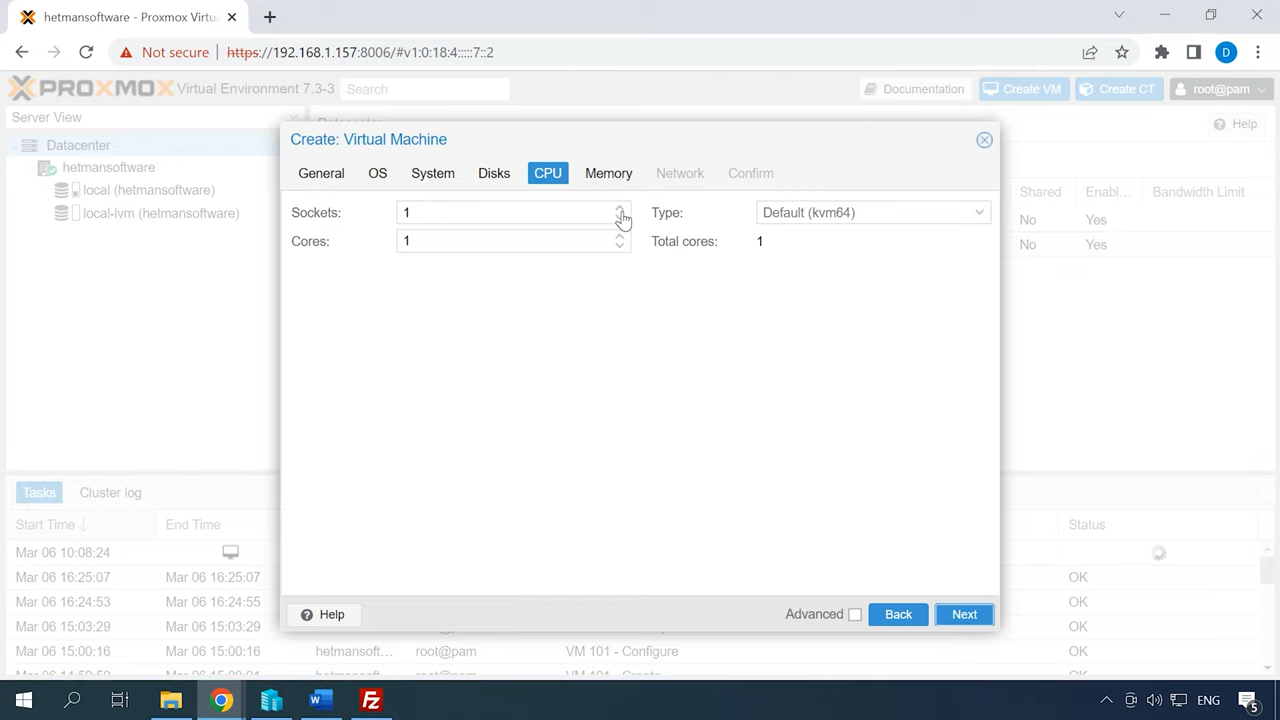 hetmansoftware - Proxmox Virtu
Not secure https://192.168.1.157:8006/#v1:0:18:4:::::7::2
D
PROXMOX Virtual Environment 7.3-3 Search Documentation Create VM Create CT root@pam
Server View
Help
Datacenter
hetmansoftware
local (hetmansoftware)
local-lvm (hetmansoftware)
Shared Enabl... Bandwidth Limit
No Yes
No Yes
Create: Virtual Machine
General OS System Disks CPU Memory Network Confirm
Sockets: 1 Type: Default (kvm64)
Cores: 1 Total cores: 1
Help Advanced Back Next
Tasks Cluster log
Start Time End Time Status
Mar 06 10:08:24
Mar 06 16:25:07 Mar 06 16:25:07 OK
Mar 06 16:24:53 Mar 06 16:24:55 OK
Mar 06 15:03:29 Mar 06 15:03:29 OK
Mar 06 15:00:16 Mar 06 15:00:16 hetmansoft... root@pam VM 101 - Configure OK
ENG
5